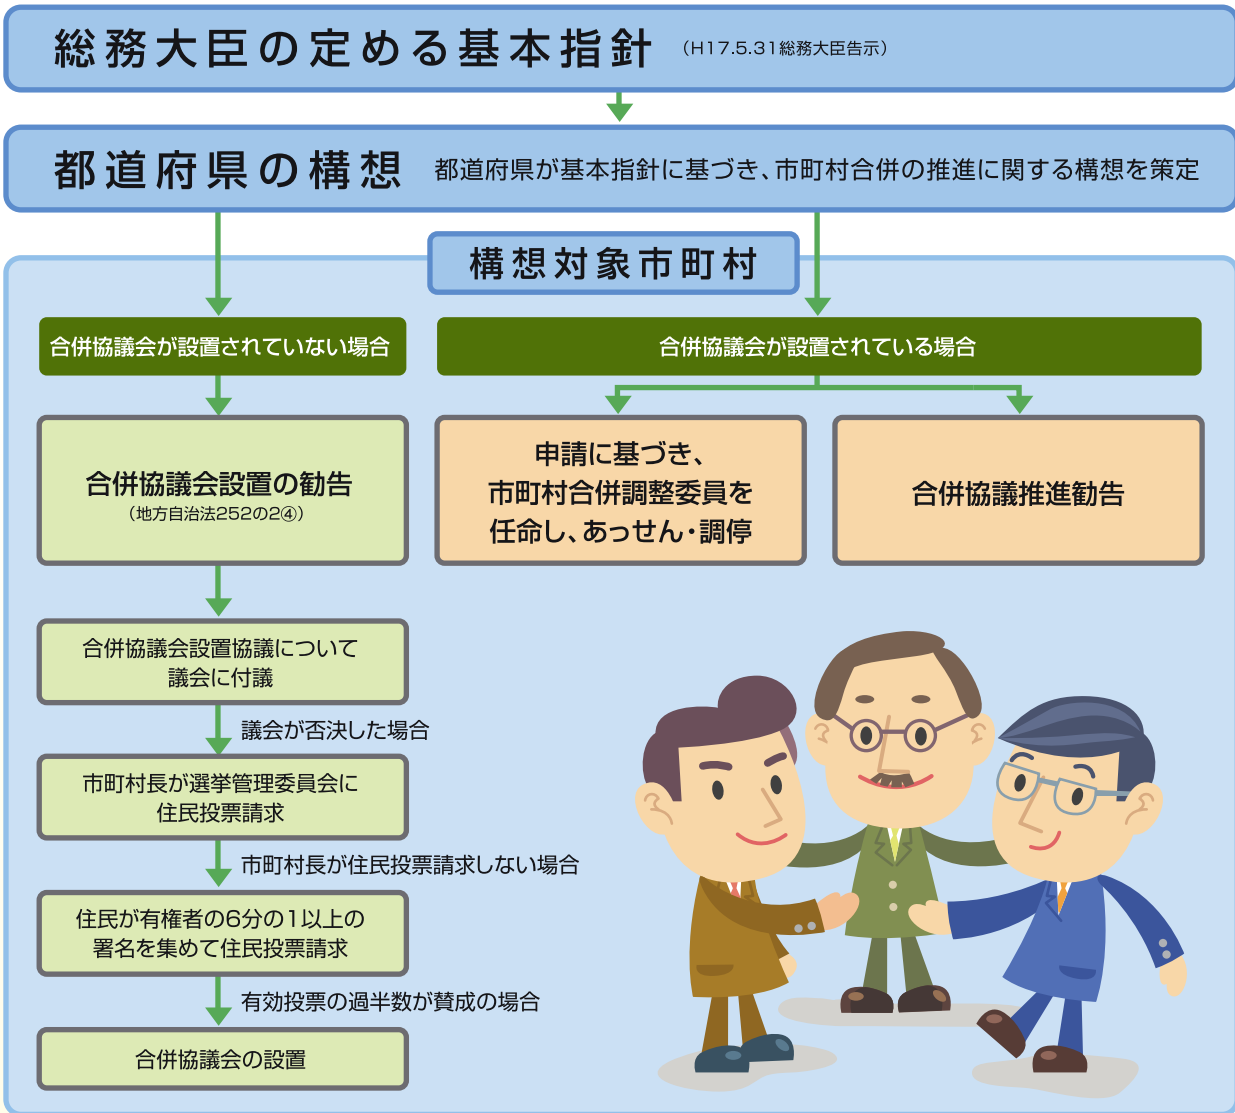 総務大臣の定める基本指針 （H17.5.31総務大臣告示）
都道府県の構想 都道府県が基本指針に基づき、市町村合併の推進に関する構想を策定
構想対象市町村
合併協議会が設置されていない場合
合併協議会が設置されている場合
合併協議会設置の勧告
（地方自治法252の2④）
申請に基づき、
市町村合併調整委員を
任命し、あっせん・調停
合併協議推進勧告
合併協議会設置協議について
議会に付議
議会が否決した場合
市町村長が選挙管理委員会に
住民投票請求
市町村長が住民投票請求しない場合
住民が有権者の6分の1以上の
署名を集めて住民投票請求
有効投票の過半数が賛成の場合
合併協議会の設置